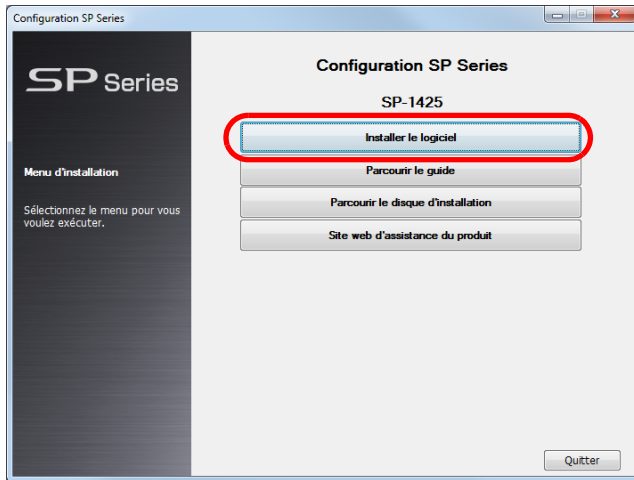 Configuration SP Series
SP Series
Menu d'installation
Sélectionnez le menu pour vous
voulez exécuter.
Configuration SP Series
SP-1425
Installer le logiciel
Parcourir le guide
Parcourir le disque d'installation
Site web d'assistance du produit
Quitter